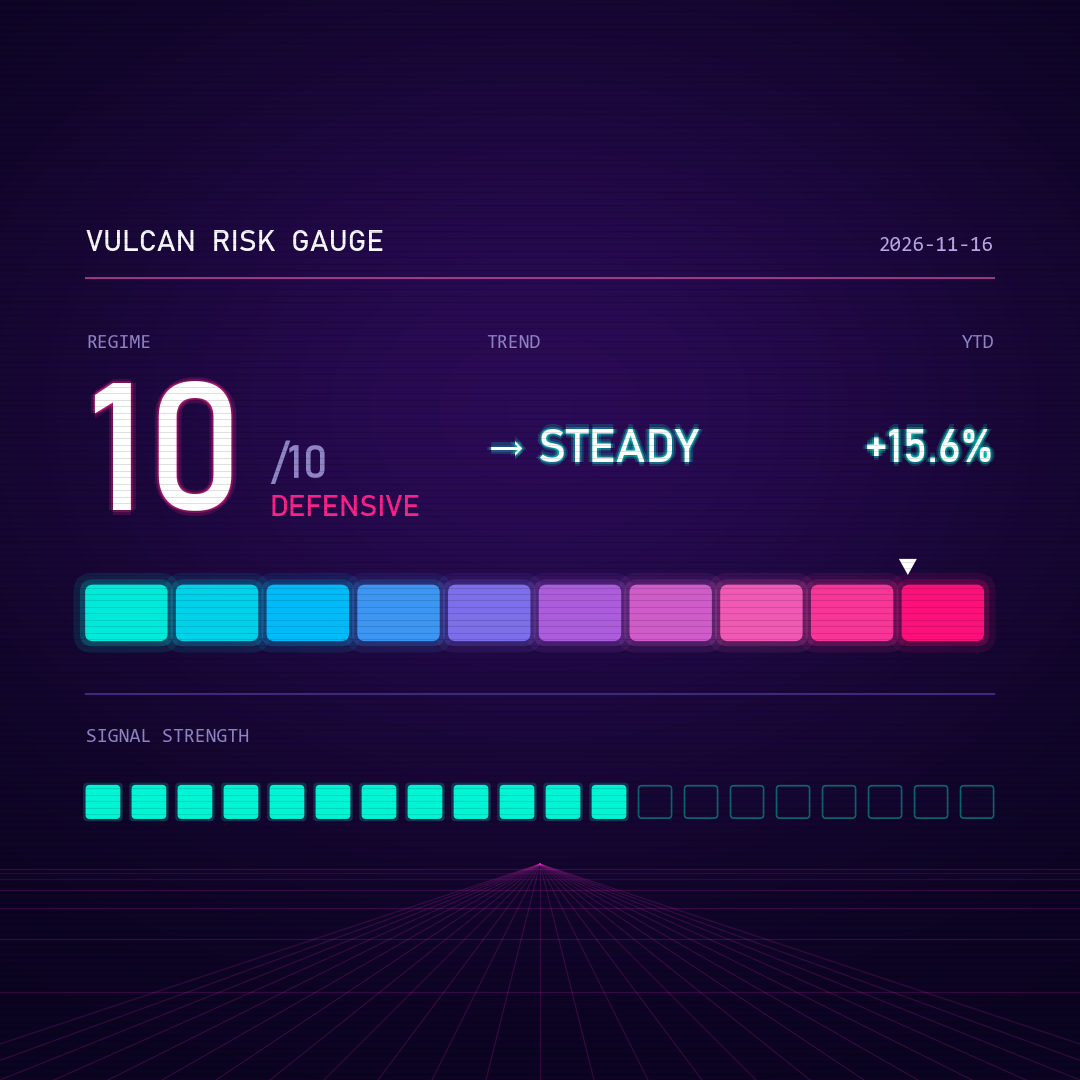 VULCAN RISK GAUGE
2026-11-16
REGIME
TREND
YTD
10
/10
DEFENSIVE
→ STEADY
+15.6%
SIGNAL STRENGTH